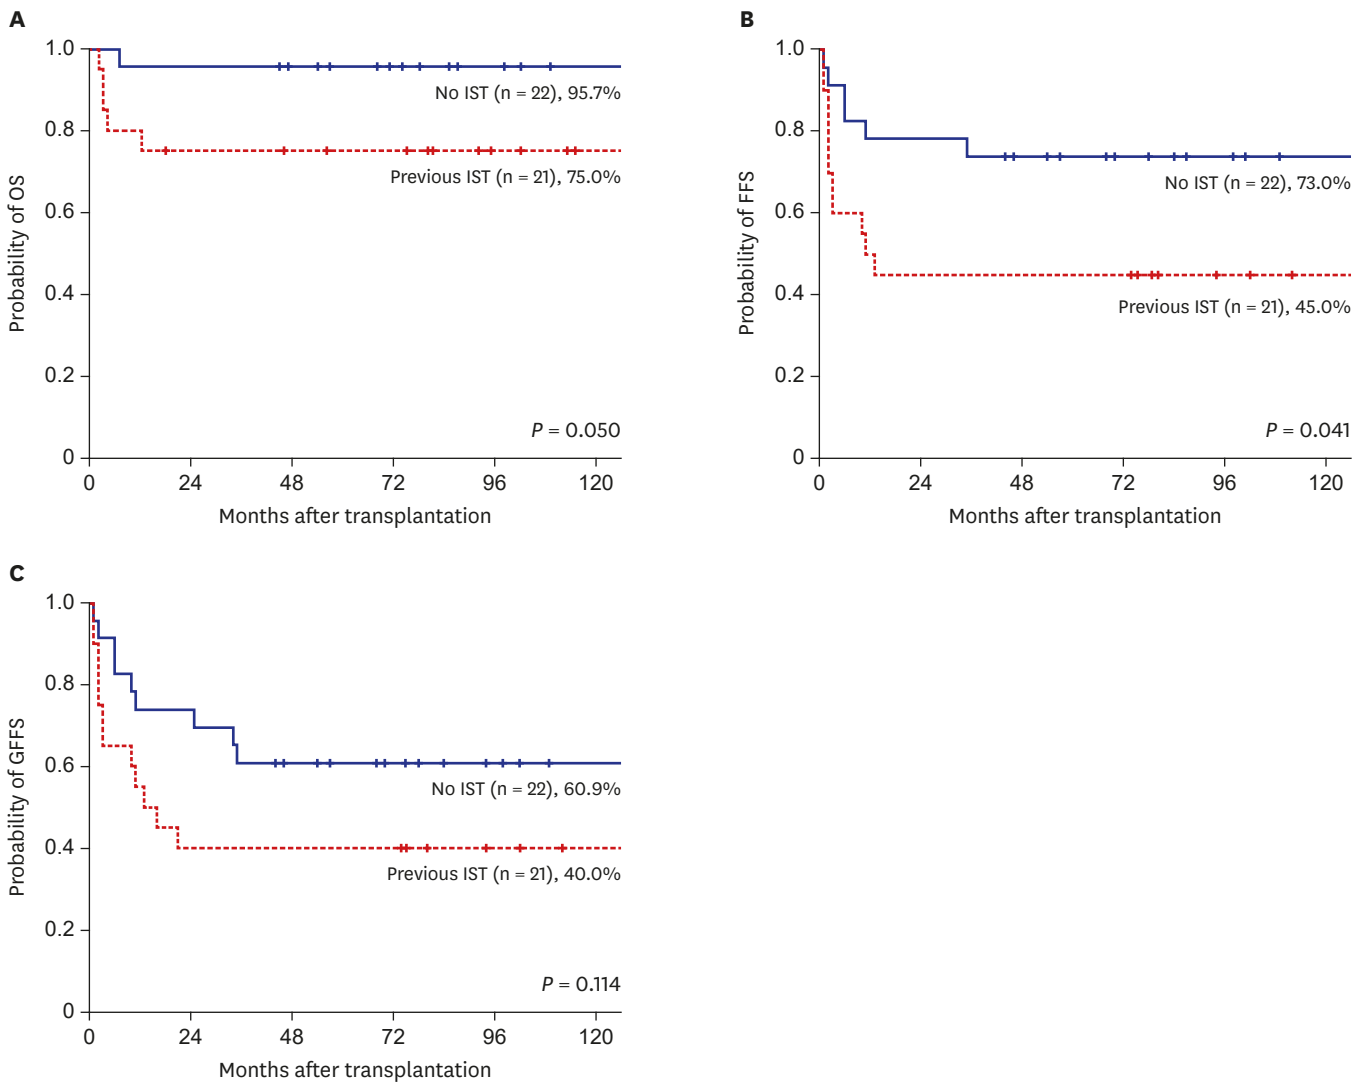 A
1.0
0.8
0.6
0.4
0.2
0
Probability of OS
No IST (n = 22), 95.7%
Previous IST (n = 21), 75.0%
P = 0.050
0 24 48 72 96 120
Months after transplantation
B
1.0
0.8
0.6
0.4
0.2
0
Probability of FFS
No IST (n = 22), 73.0%
Previous IST (n = 21), 45.0%
P = 0.041
0 24 48 72 96 120
Months after transplantation
C
1.0
0.8
0.6
0.4
0.2
0
Probability of GFFS
No IST (n = 22), 60.9%
Previous IST (n = 21), 40.0%
P = 0.114
0 24 48 72 96 120
Months after transplantation